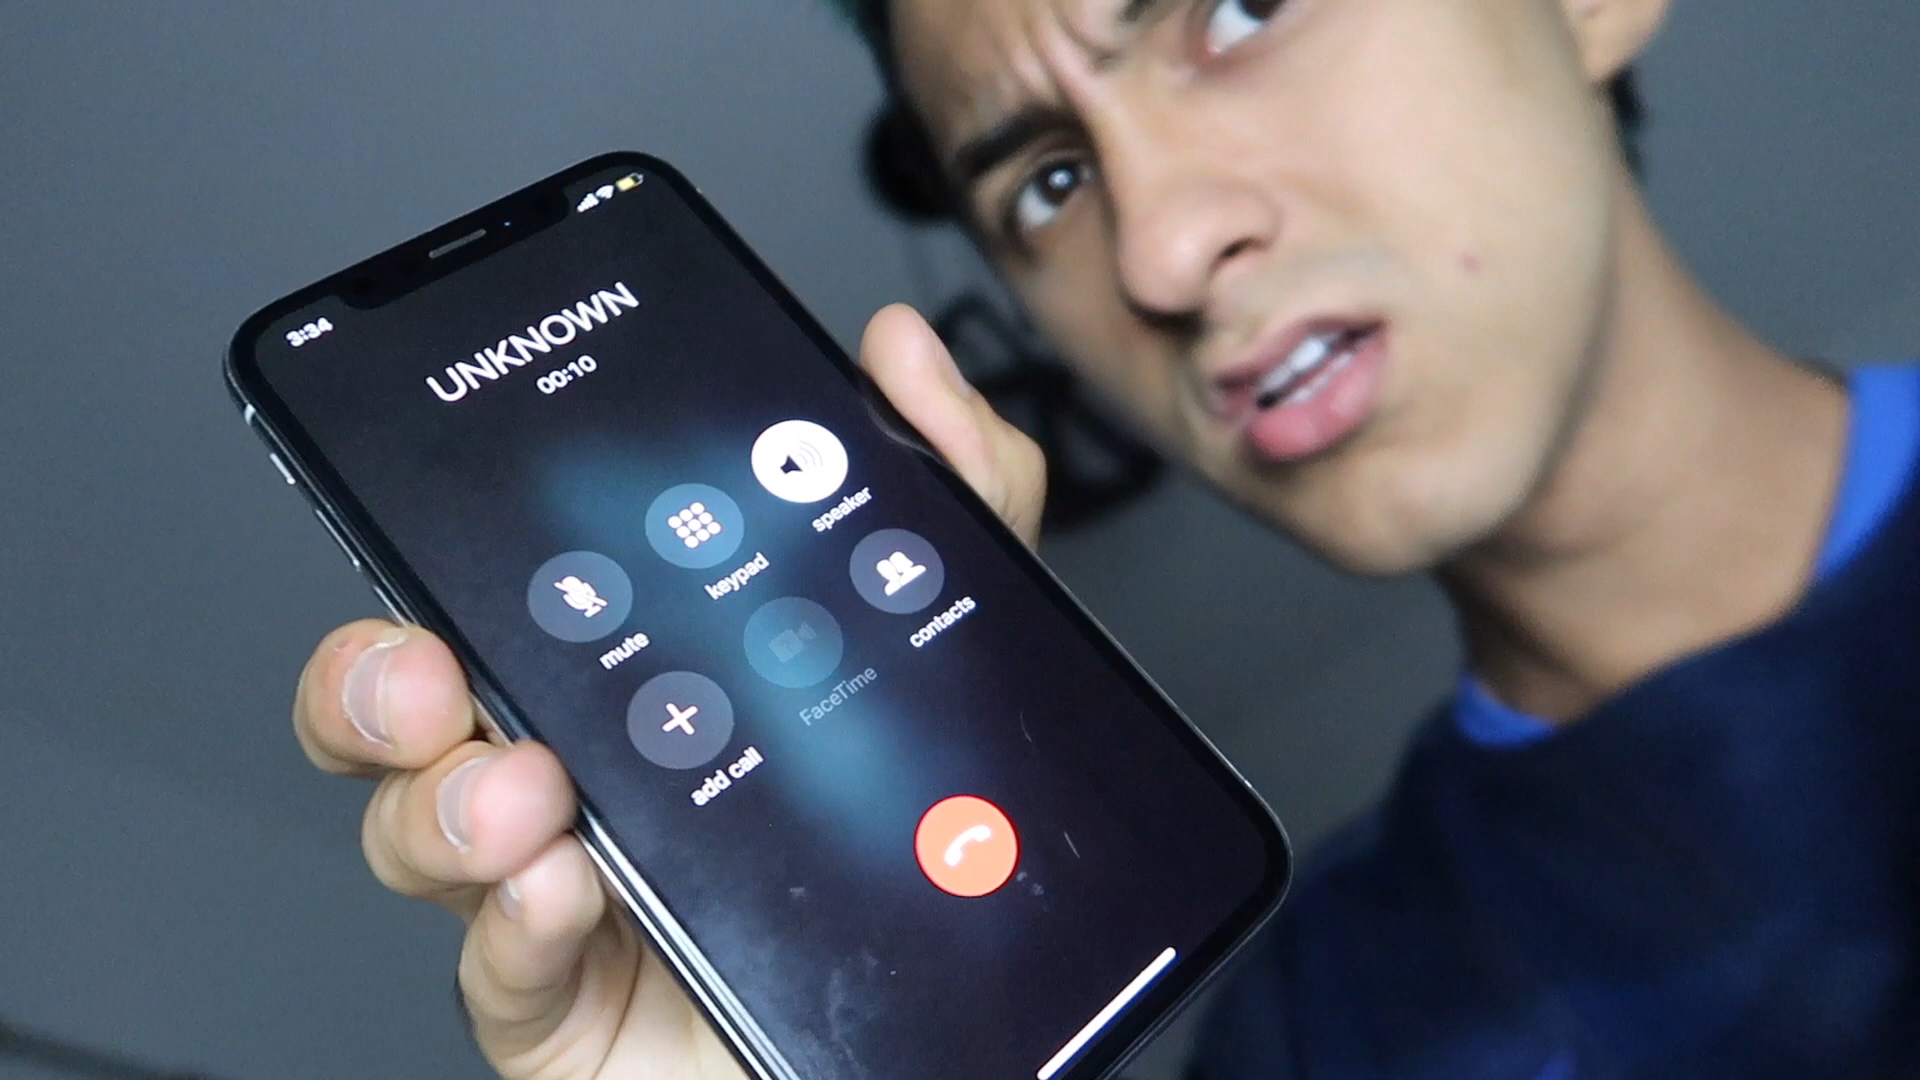 3:34
UNKNOWN
00:10
mute
keypad
speaker
add call
FaceTime
contacts